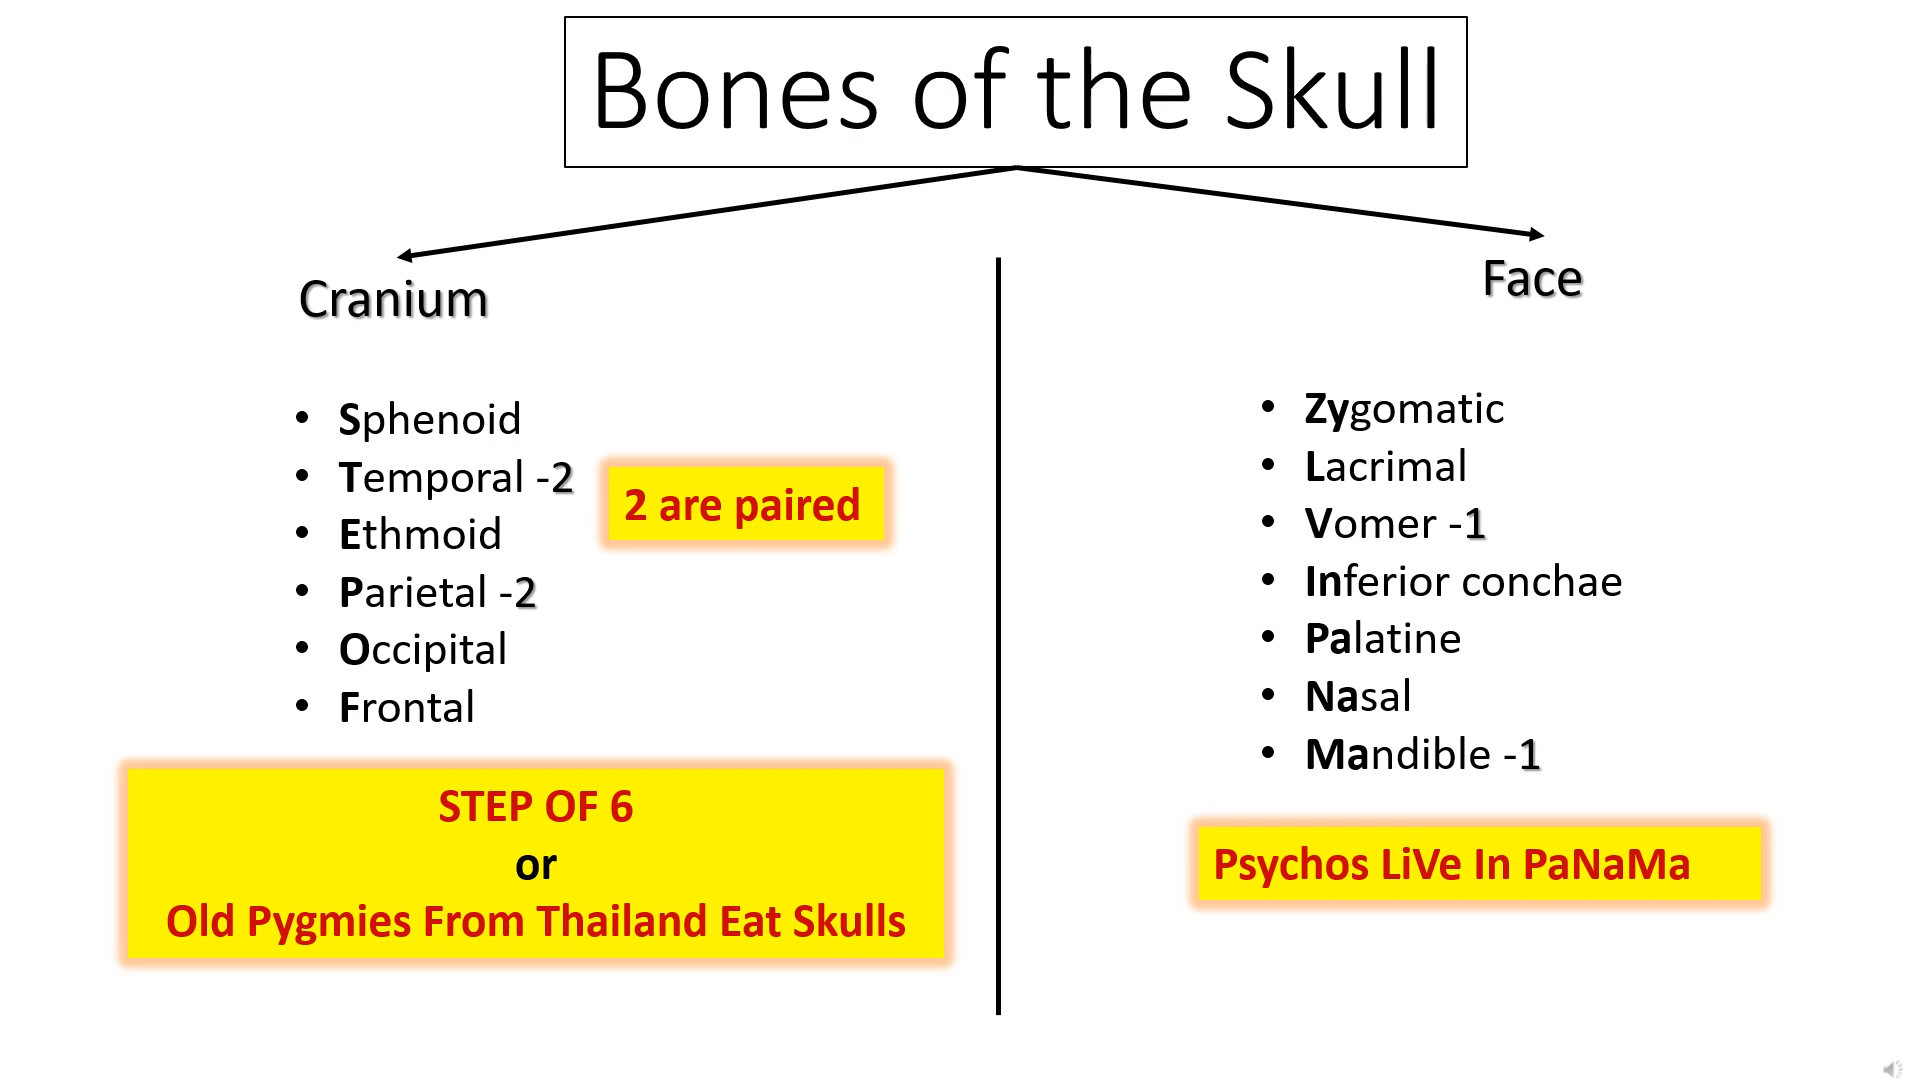 Bones of the Skull
Cranium
• Sphenoid
• Temporal -2
• Ethmoid
• Parietal -2
• Occipital
• Frontal
2 are paired
STEP OF 6
or
Old Pygmies From Thailand Eat Skulls
Face
• Zygomatic
• Lacrimal
• Vomer -1
• Inferior conchae
• Palatine
• Nasal
• Mandible -1
Psychos LiVe In PaNaMa